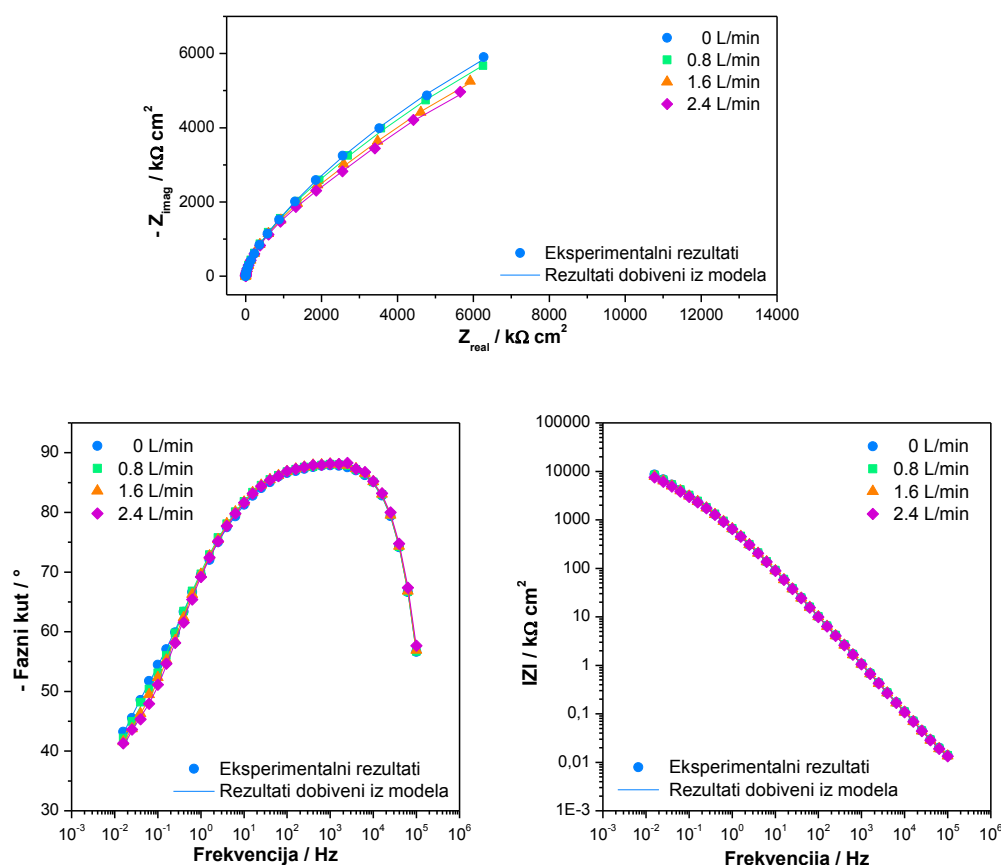 6000
4000
2000
0
- Z_imag / kΩ cm²
0 L/min
0.8 L/min
1.6 L/min
2.4 L/min
Eksperimentalni rezultati
Rezultati dobiveni iz modela
0 2000 4000 6000 8000 10000 12000 14000
Z_real / kΩ cm²
90
80
70
60
50
40
30
- Fazni kut / °
0 L/min
0.8 L/min
1.6 L/min
2.4 L/min
Eksperimentalni rezultati
Rezultati dobiveni iz modela
10⁻³ 10⁻² 10⁻¹ 10⁰ 10¹ 10² 10³ 10⁴ 10⁵ 10⁶
Frekvencija / Hz
100000
10000
1000
100
10
1
0,1
0,01
1E-3
IZI / kΩ cm²
0 L/min
0.8 L/min
1.6 L/min
2.4 L/min
Eksperimentalni rezultati
Rezultati dobiveni iz modela
10⁻³ 10⁻² 10⁻¹ 10⁰ 10¹ 10² 10³ 10⁴ 10⁵ 10⁶
Frekvencija / Hz